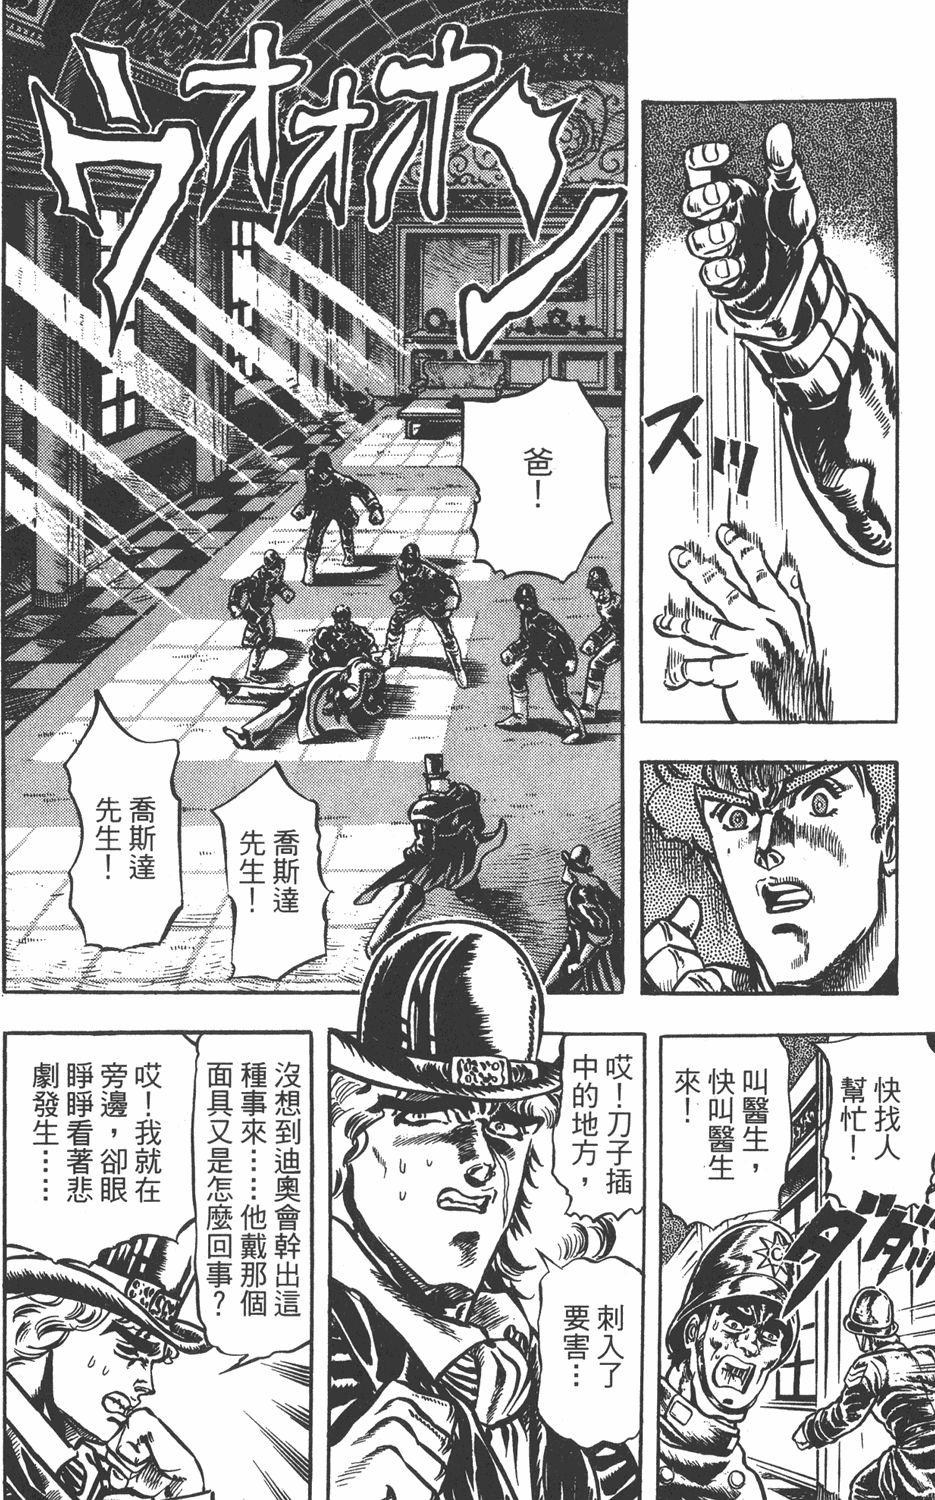 スッ
ウオオオーン
爸！
喬斯達
先生！
喬斯達
先生！
快找人
幫忙！
叫醫生，
快叫醫生
來！
ダダダッ
哎！刀子插
中的地方，
刺入了
要害…
沒想到迪奧會幹出這
種事來……他戴那個
面具又是怎麼回事？
哎！我就在
旁邊，卻眼
睜睜看著悲
劇發生……